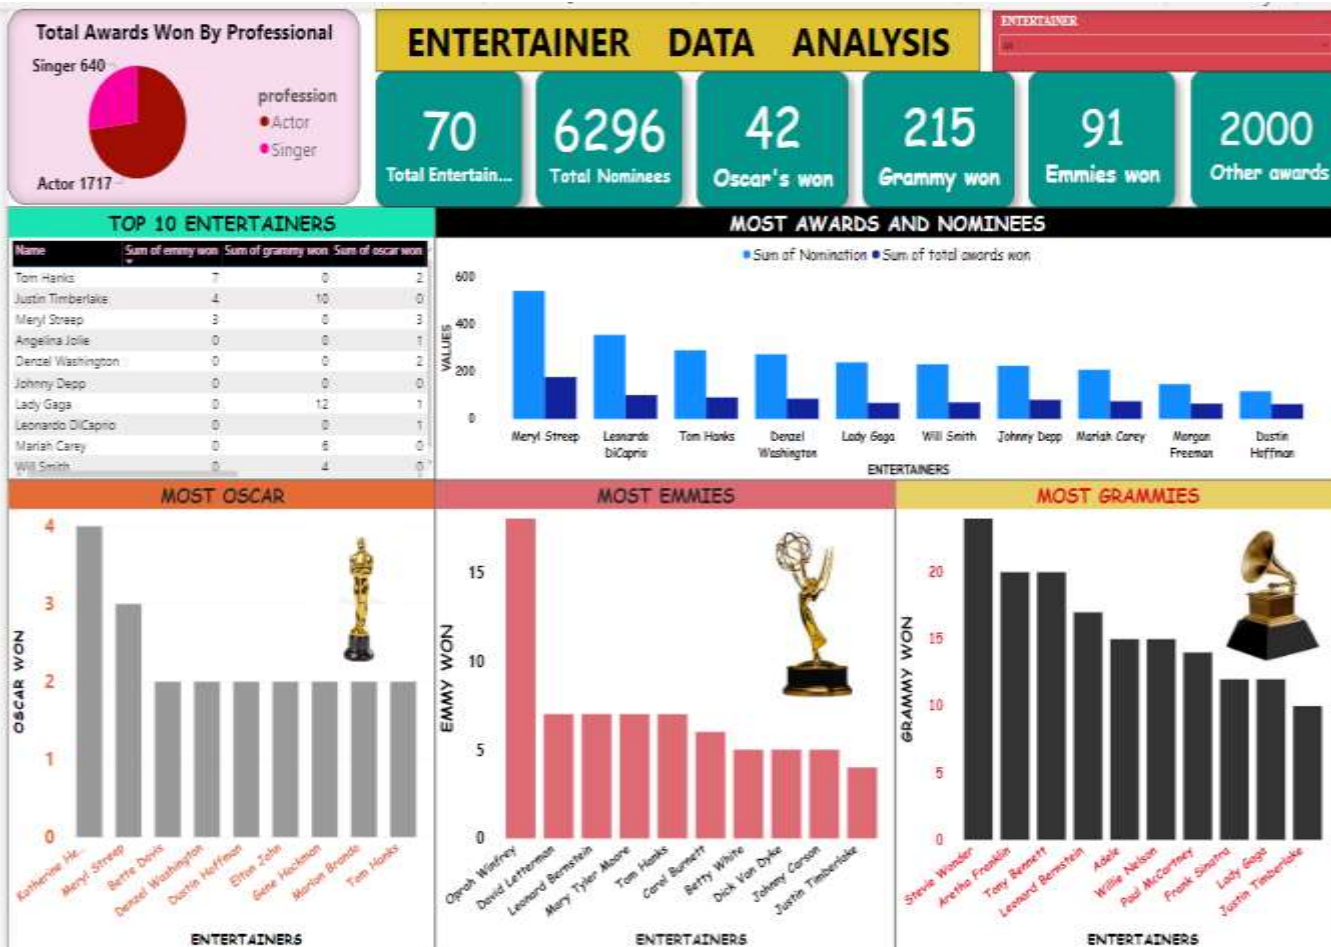 Total Awards Won By Professional
Singer 640
profession
Actor
Singer
Actor 1717
ENTERTAINER DATA ANALYSIS
ENTERTAINER
70
Total Entertain...
6296
Total Nominees
42
Oscar's won
215
Grammy won
91
Emmies won
2000
Other awards
TOP 10 ENTERTAINERS
Name Sum of emmy won Sum of grammy won Sum of oscar won
Tom Hanks 7 0 2
Justin Timberlake 4 10 0
Meryl Streep 3 0 3
Angelina Jolie 0 0 1
Denzel Washington 0 0 2
Johnny Depp 0 0 0
Lady Gaga 0 12 1
Leonardo DiCaprio 0 0 1
Mariah Carey 0 6 0
Will Smith 0 4 0
MOST AWARDS AND NOMINEES
Sum of Nomination Sum of total awards won
VALUES
600
400
200
0
Meryl Streep
Leonardo DiCaprio
Tom Hanks
Denzel Washington
Lady Gaga
Will Smith
Johnny Depp
Mariah Carey
Morgan Freeman
Dustin Hoffman
ENTERTAINERS
MOST OSCAR
OSCAR WON
4
3
2
1
0
Katherine He...
Meryl Streep
Bette Davis
Denzel Washington
Dustin Hoffman
Elton John
Gene Hackman
Marlon Brando
Tom Hanks
ENTERTAINERS
MOST EMMIES
EMMY WON
15
10
5
0
Oprah Winfrey
David Letterman
Leonard Bernstein
Mary Tyler Moore
Tom Hanks
Carol Burnett
Betty White
Dick Van Dyke
Johnny Carson
Justin Timberlake
ENTERTAINERS
MOST GRAMMIES
GRAMMY WON
20
15
10
5
0
Stevie Wonder
Aretha Franklin
Tony Bennett
Leonard Bernstein
Adele
Willie Nelson
Paul McCartney
Frank Sinatra
Lady Gaga
Justin Timberlake
ENTERTAINERS